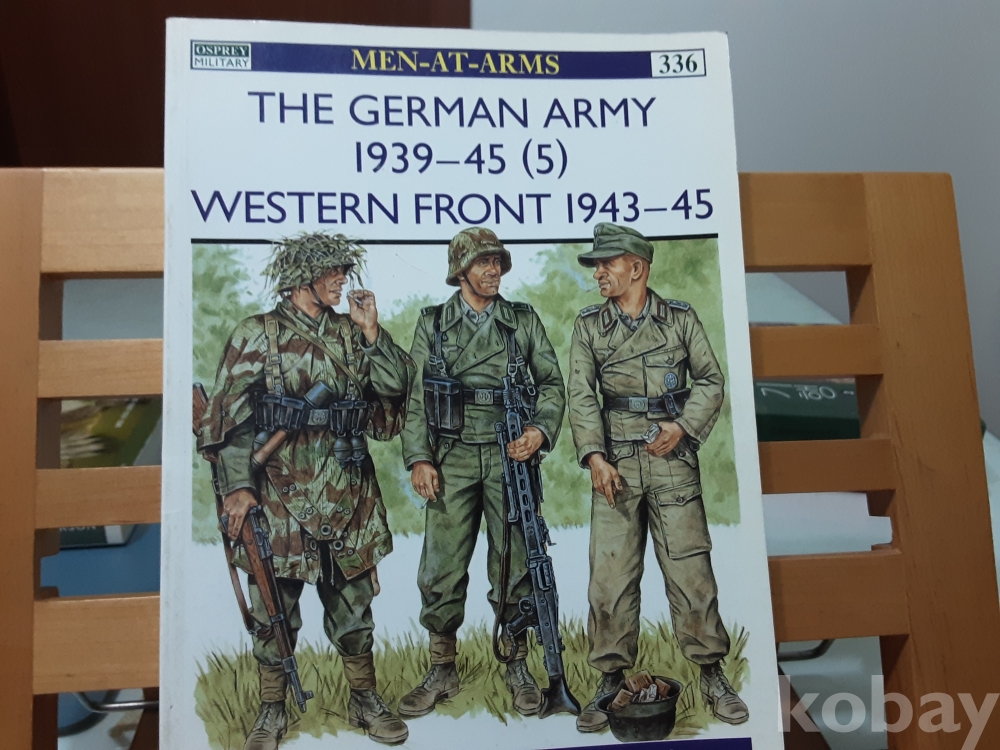 OSPREY
MILITARY
MEN-AT-ARMS
336
THE GERMAN ARMY
1939–45 (5)
WESTERN FRONT 1943–45
kobay